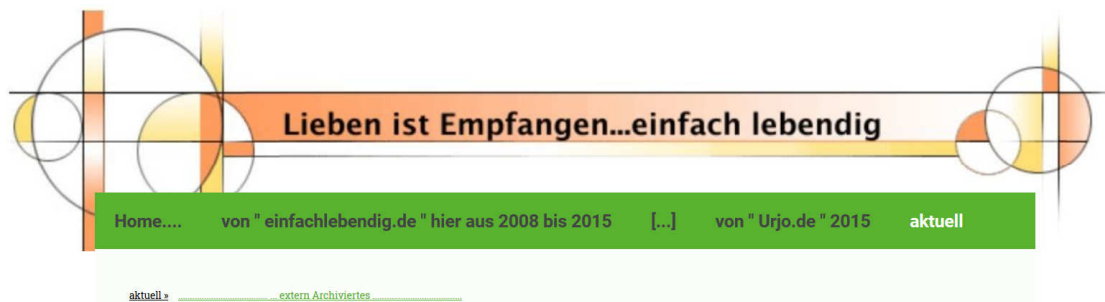 Lieben ist Empfangen...einfach lebendig
Home.... von " einfachlebendig.de " hier aus 2008 bis 2015 [...] von " Urjo.de " 2015 aktuell
aktuell » ................................ ... extern Archiviertes ................................